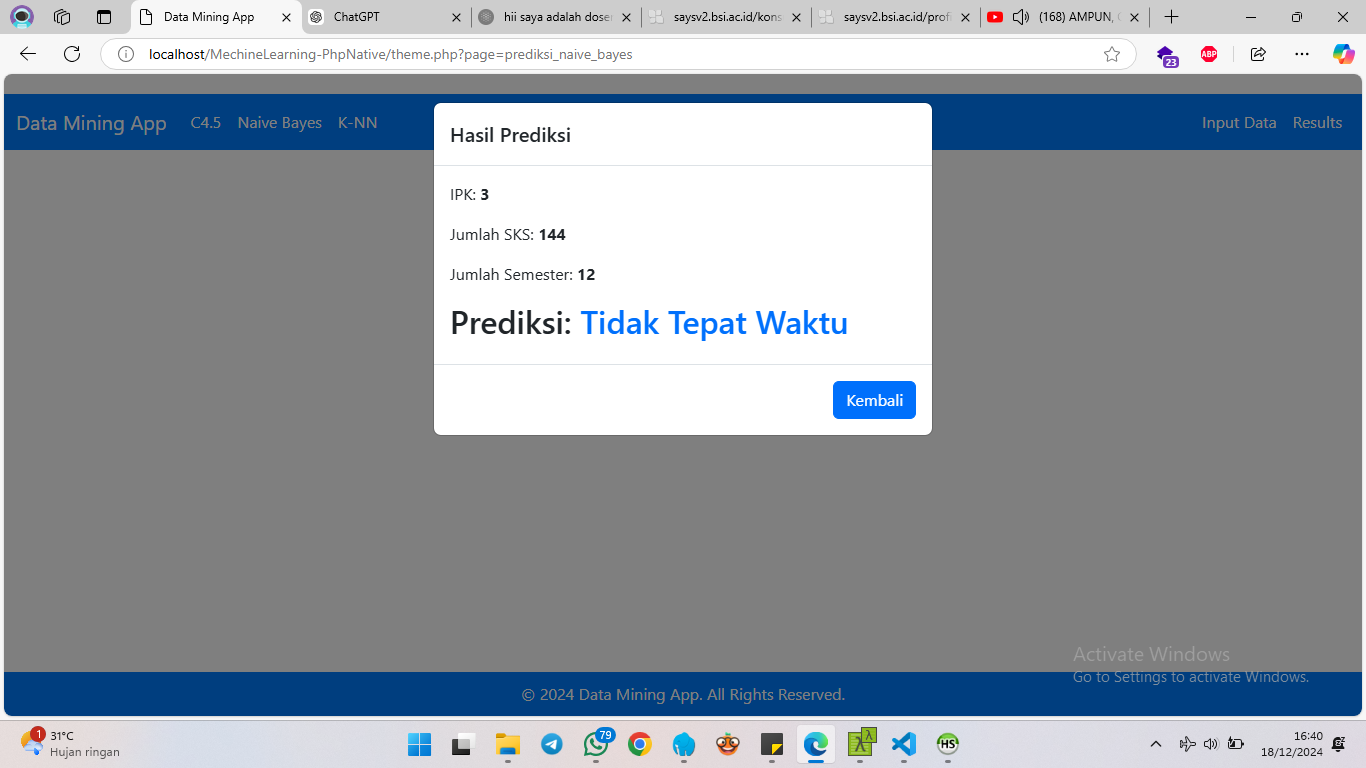 Data Mining App
ChatGPT
hii saya adalah dose
saysv2.bsi.ac.id/kons
saysv2.bsi.ac.id/prof
(168) AMPUN,
localhost/MechineLearning-PhpNative/theme.php?page=prediksi_naive_bayes
23
ABP
Data Mining App C4.5 Naive Bayes K-NN
Input Data Results
Hasil Prediksi
IPK: 3
Jumlah SKS: 144
Jumlah Semester: 12
Prediksi: Tidak Tepat Waktu
Kembali
Activate Windows
Go to Settings to activate Windows.
© 2024 Data Mining App. All Rights Reserved.
1
31°C
Hujan ringan
79
HS
16:40
18/12/2024